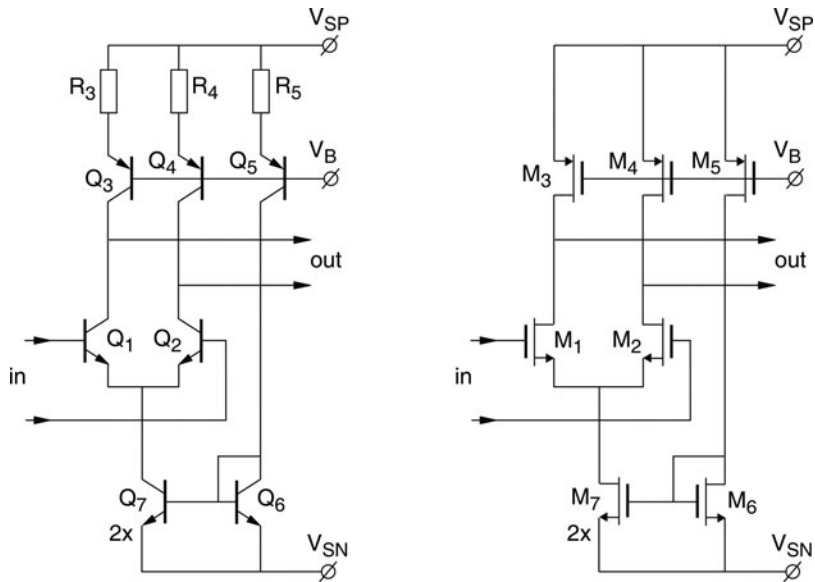 V_SP
R_3 R_4 R_5
Q_3 Q_4 Q_5 V_B
out
Q_1 Q_2
in
Q_7 Q_6
2x
V_SN
V_SP
M_3 M_4 M_5 V_B
out
M_1 M_2
in
M_7 M_6
2x
V_SN